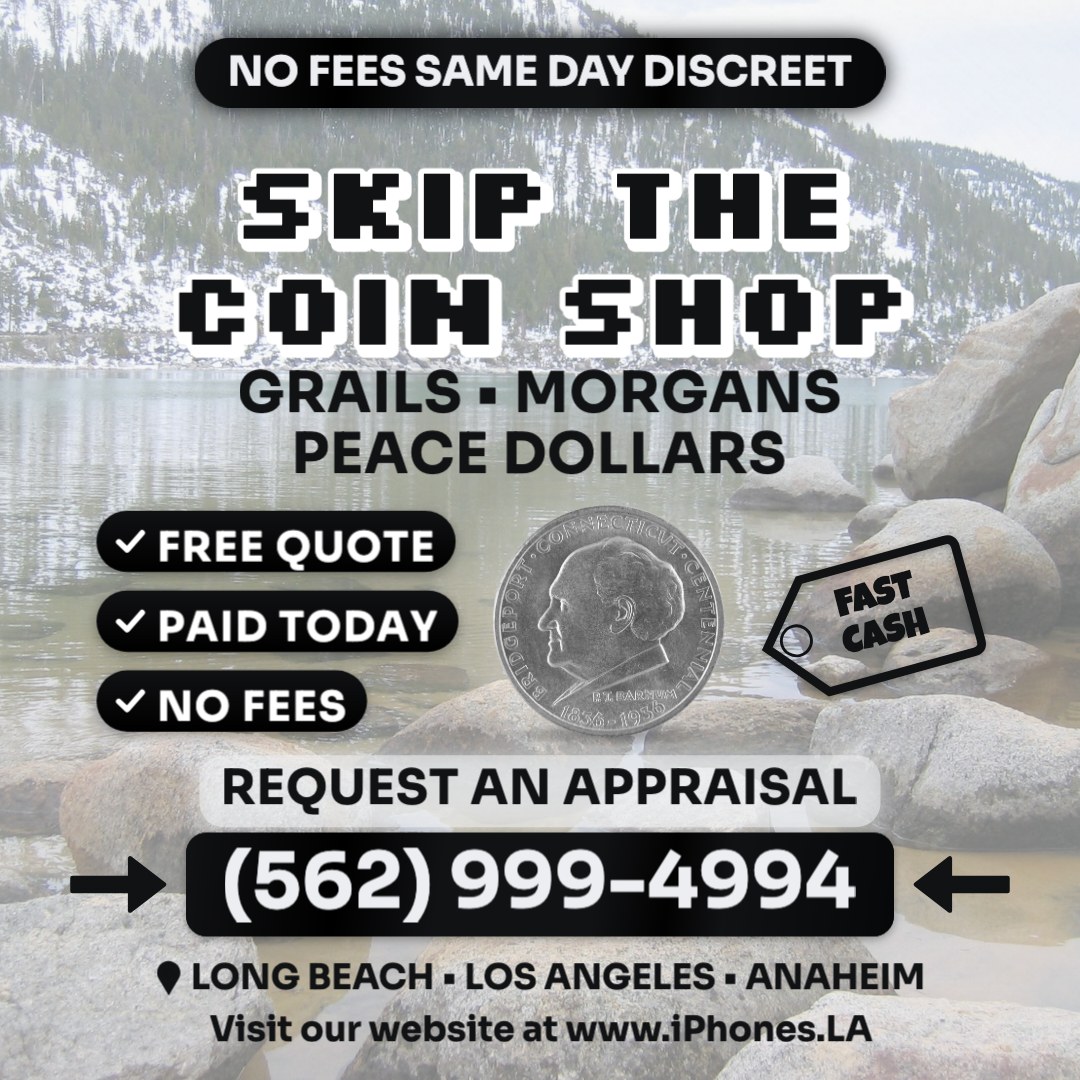 NO FEES SAME DAY DISCREET
SKIP THE
COIN SHOP
GRAILS ▪ MORGANS
PEACE DOLLARS
✓ FREE QUOTE
✓ PAID TODAY
✓ NO FEES
BRIDGEPORT · CONNECTICVT · CENTENNIAL
P.T. BARNUM
1836 - 1936
FAST
CASH
REQUEST AN APPRAISAL
(562) 999-4994
LONG BEACH ▪ LOS ANGELES ▪ ANAHEIM
Visit our website at www.iPhones.LA